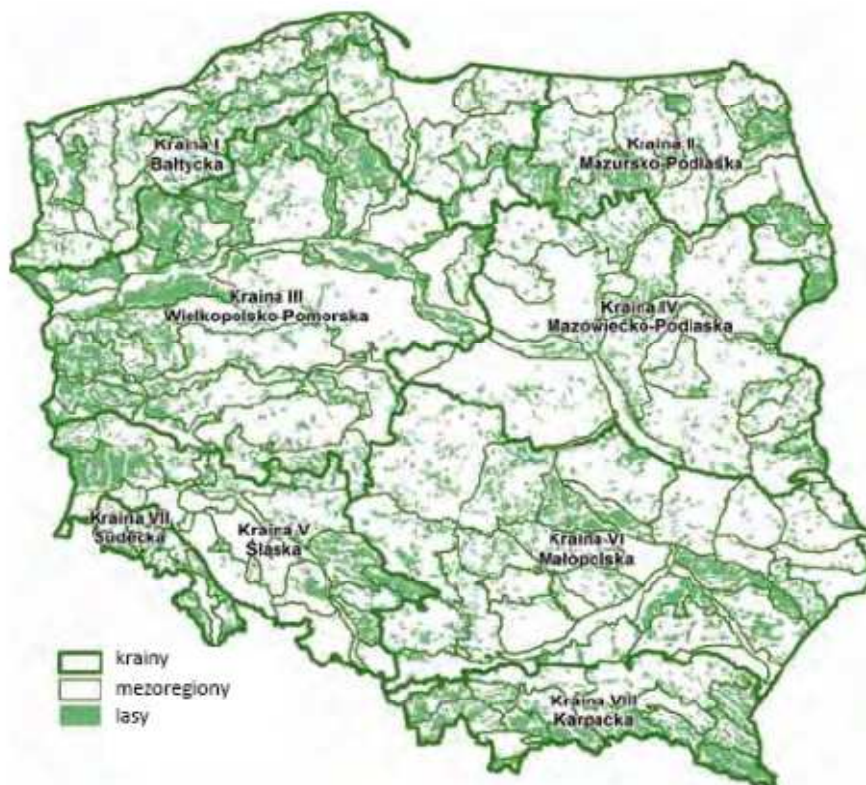 Kraina I
Bałtycka
Kraina II
Mazursko-Podlaska
Kraina III
Wielkopolsko-Pomorska
Kraina IV
Mazowiecko-Podlaska
Kraina VII
Sudecka
Kraina V
Śląska
Kraina VI
Małopolska
Kraina VIII
Karpacka
krainy
mezoregiony
lasy